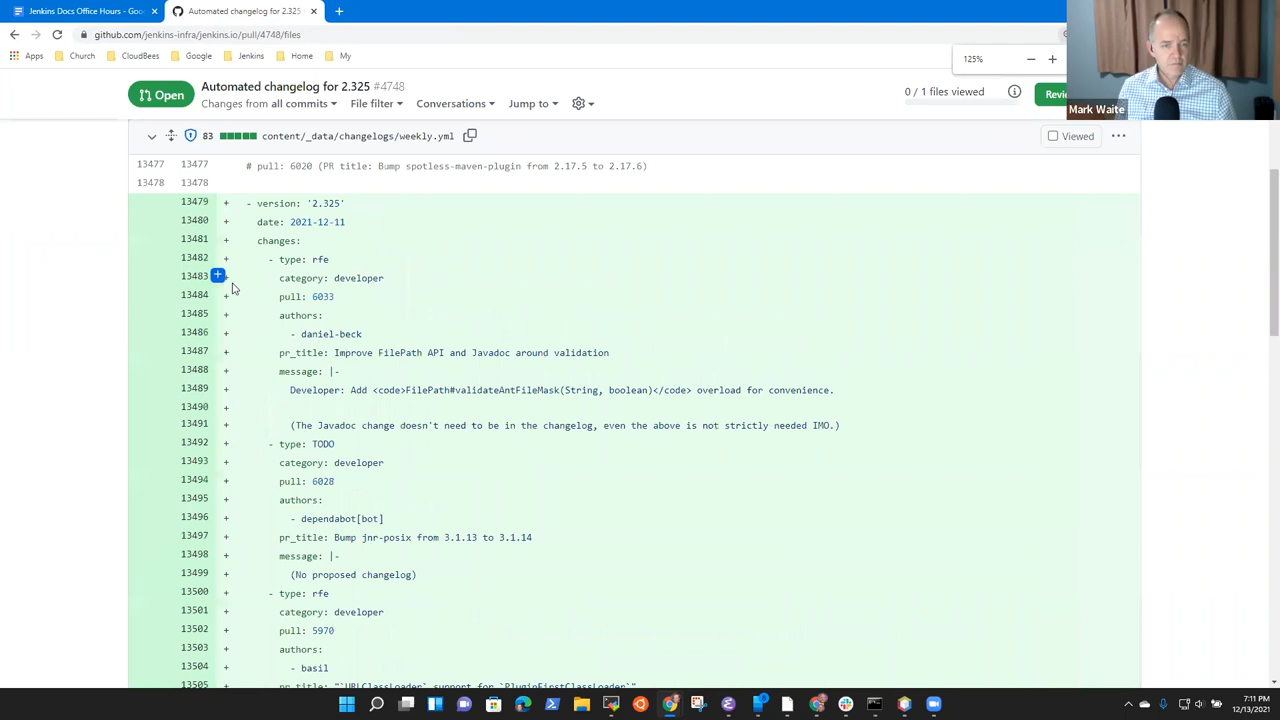 Jenkins Docs Office Hours - Goo
Automated changelog for 2.325
github.com/jenkins-infra/jenkins.io/pull/4748/files
Apps
Church
CloudBees
Google
Jenkins
Home
My
125%
Open
Automated changelog for 2.325 #4748
Changes from all commits
File filter
Conversations
Jump to
0 / 1 files viewed
Mark Waite
83
content/_data/changelogs/weekly.yml
Viewed
13477 13477 # pull: 6020 (PR title: Bump spotless-maven-plugin from 2.17.5 to 2.17.6)
13478 13478
13479 + - version: '2.325'
13480 + date: 2021-12-11
13481 + changes:
13482 + - type: rfe
13483 + category: developer
13484 + pull: 6033
13485 + authors:
13486 + - daniel-beck
13487 + pr_title: Improve FilePath API and Javadoc around validation
13488 + message: |-
13489 + Developer: Add <code>FilePath#validateAntFileMask(String, boolean)</code> overload for convenience.
13490 +
13491 + (The Javadoc change doesn't need to be in the changelog, even the above is not strictly needed IMO.)
13492 + - type: TODO
13493 + category: developer
13494 + pull: 6028
13495 + authors:
13496 + - dependabot[bot]
13497 + pr_title: Bump jnr-posix from 3.1.13 to 3.1.14
13498 + message: |-
13499 + (No proposed changelog)
13500 + - type: rfe
13501 + category: developer
13502 + pull: 5970
13503 + authors:
13504 + - basil
13505 + pr_title: "`URLClassLoader` support for `PluginFirstClassLoader`"
7:11 PM
12/13/2021